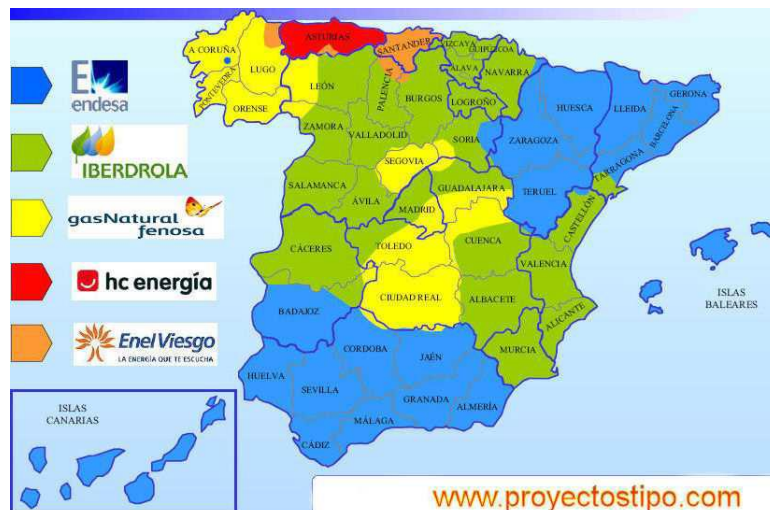 endesa
IBERDROLA
gasNatural
fenosa
hc energía
EnelViesgo
LA ENERGÍA QUE TE ESCUCHA
A CORUÑA
LUGO
PONTEVEDRA
ORENSE
ASTURIAS
SANTANDER
VIZCAYA
GUIPUZCOA
ALAVA
NAVARRA
LEÓN
PALENCIA
BURGOS
LOGROÑO
HUESCA
LLEIDA
GERONA
BARCELONA
TARRAGONA
ZAMORA
VALLADOLID
SORIA
ZARAGOZA
SEGOVIA
SALAMANCA
ÁVILA
MADRID
GUADALAJARA
TERUEL
CASTELLÓN
CÁCERES
TOLEDO
CUENCA
VALENCIA
CIUDAD REAL
ALBACETE
ALICANTE
BADAJOZ
MURCIA
ISLAS
BALEARES
CORDOBA
JAÉN
HUELVA
SEVILLA
GRANADA
ALMERÍA
MÁLAGA
CÁDIZ
ISLAS
CANARIAS
www.proyectostipo.com